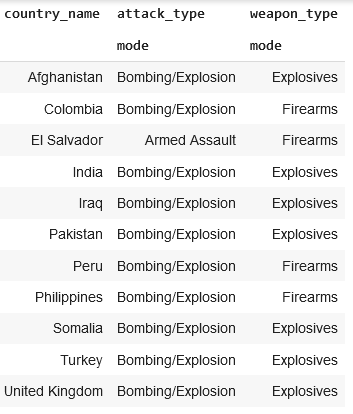 country_name attack_type weapon_type
mode mode
Afghanistan Bombing/Explosion Explosives
Colombia Bombing/Explosion Firearms
El Salvador Armed Assault Firearms
India Bombing/Explosion Explosives
Iraq Bombing/Explosion Explosives
Pakistan Bombing/Explosion Explosives
Peru Bombing/Explosion Firearms
Philippines Bombing/Explosion Firearms
Somalia Bombing/Explosion Explosives
Turkey Bombing/Explosion Explosives
United Kingdom Bombing/Explosion Explosives